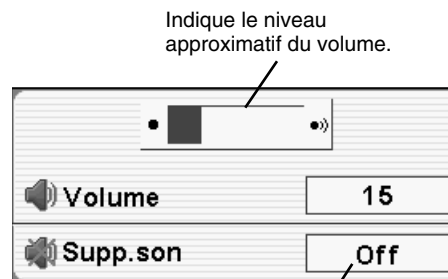 Indique le niveau
approximatif du volume.
Volume 15
Supp.son Off